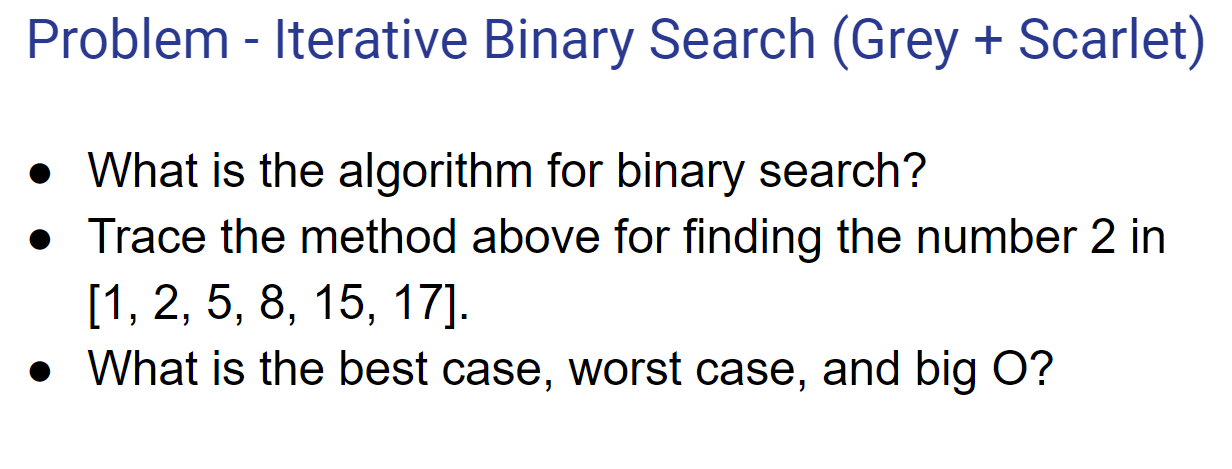 Problem - Iterative Binary Search (Grey + Scarlet)
● What is the algorithm for binary search?
● Trace the method above for finding the number 2 in
[1, 2, 5, 8, 15, 17].
● What is the best case, worst case, and big O?